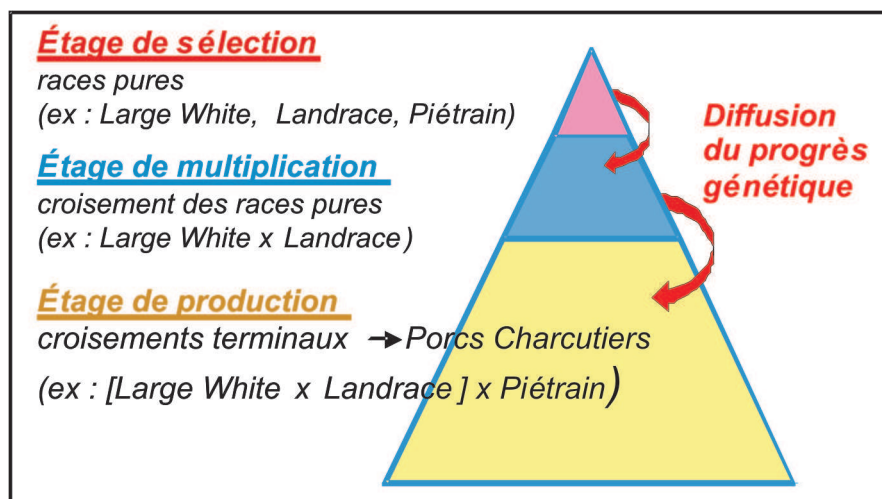 Étage de sélection
races pures
(ex : Large White, Landrace, Piétrain)
Étage de multiplication
croisement des races pures
(ex : Large White x Landrace)
Étage de production
croisements terminaux → Porcs Charcutiers
(ex : [Large White x Landrace ] x Piétrain)
Diffusion
du progrès
génétique